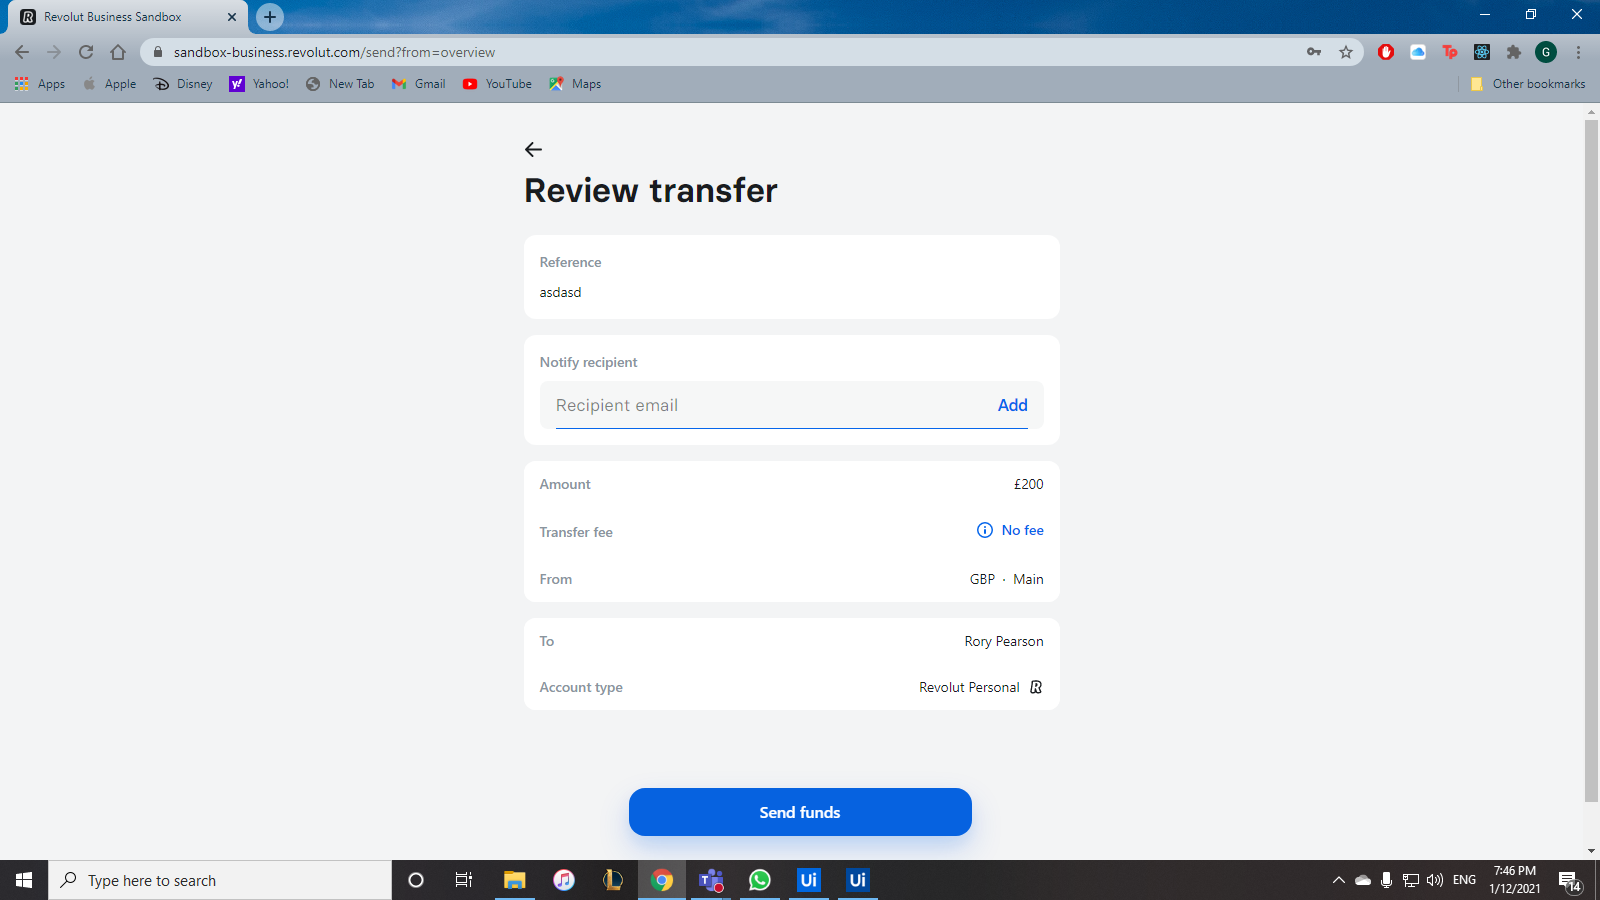 Revolut Business Sandbox
sandbox-business.revolut.com/send?from=overview
G
Apps Apple Disney Yahoo! New Tab Gmail YouTube Maps Other bookmarks
Review transfer
Reference
asdasd
Notify recipient
Recipient email Add
Amount £200
Transfer fee No fee
From GBP · Main
To Rory Pearson
Account type Revolut Personal
Send funds
Type here to search
Ui
Ui
ENG
7:46 PM
1/12/2021
14